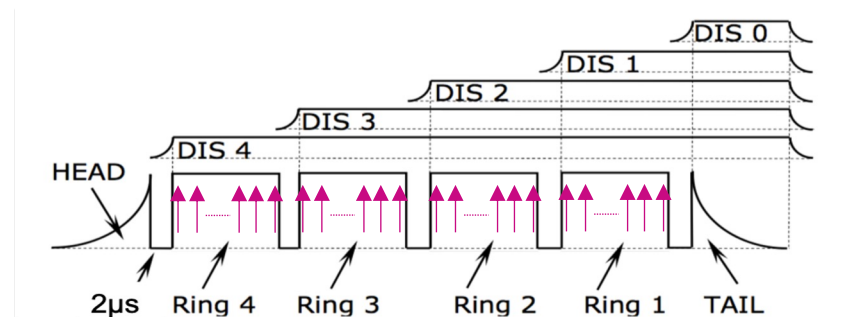 DIS 0
DIS 1
DIS 2
DIS 3
DIS 4
HEAD
2μs Ring 4 Ring 3 Ring 2 Ring 1 TAIL